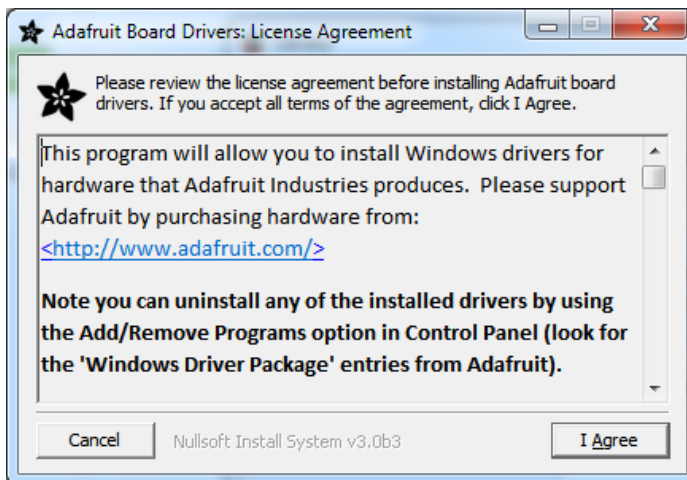 Adafruit Board Drivers: License Agreement
Please review the license agreement before installing Adafruit board
drivers. If you accept all terms of the agreement, click I Agree.
This program will allow you to install Windows drivers for
hardware that Adafruit Industries produces.  Please support
Adafruit by purchasing hardware from:
<http://www.adafruit.com/>
Note you can uninstall any of the installed drivers by using
the Add/Remove Programs option in Control Panel (look for
the 'Windows Driver Package' entries from Adafruit).
Cancel
Nullsoft Install System v3.0b3
I Agree